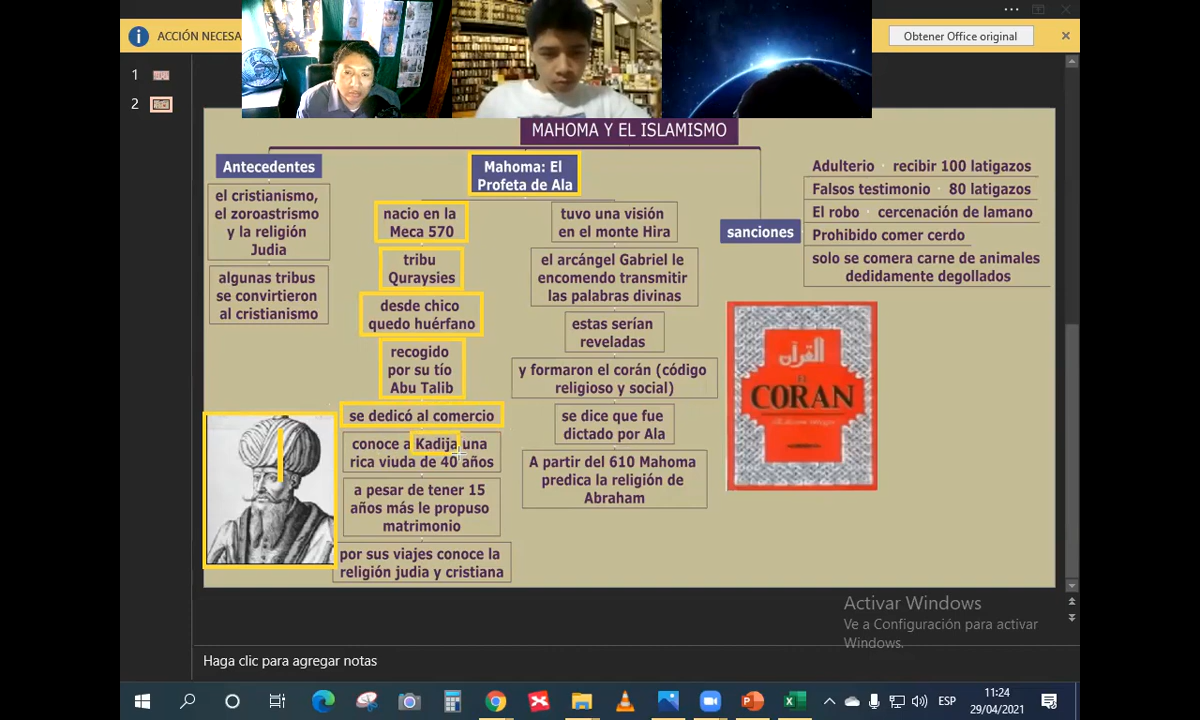 ACCIÓN NECESA
Obtener Office original
1
2
MAHOMA Y EL ISLAMISMO
Antecedentes
el cristianismo,
el zoroastrismo
y la religión
Judia
algunas tribus
se convirtieron
al cristianismo
Mahoma: El
Profeta de Ala
nacio en la
Meca 570
tribu
Quraysies
desde chico
quedo huérfano
recogido
por su tío
Abu Talib
se dedicó al comercio
conoce a Kadija una
rica viuda de 40 años
a pesar de tener 15
años más le propuso
matrimonio
por sus viajes conoce la
religión judia y cristiana
tuvo una visión
en el monte Hira
el arcángel Gabriel le
encomendo transmitir
las palabras divinas
estas serían
reveladas
y formaron el corán (código
religioso y social)
se dice que fue
dictado por Ala
A partir del 610 Mahoma
predica la religión de
Abraham
sanciones
Adulterio · recibir 100 latigazos
Falsos testimonio · 80 latigazos
El robo · cercenación de lamano
Prohibido comer cerdo
solo se comera carne de animales
dedidamente degollados
القرآن
EL
CORAN
Activar Windows
Ve a Configuración para activar
Windows.
Haga clic para agregar notas
ESP
11:24
29/04/2021